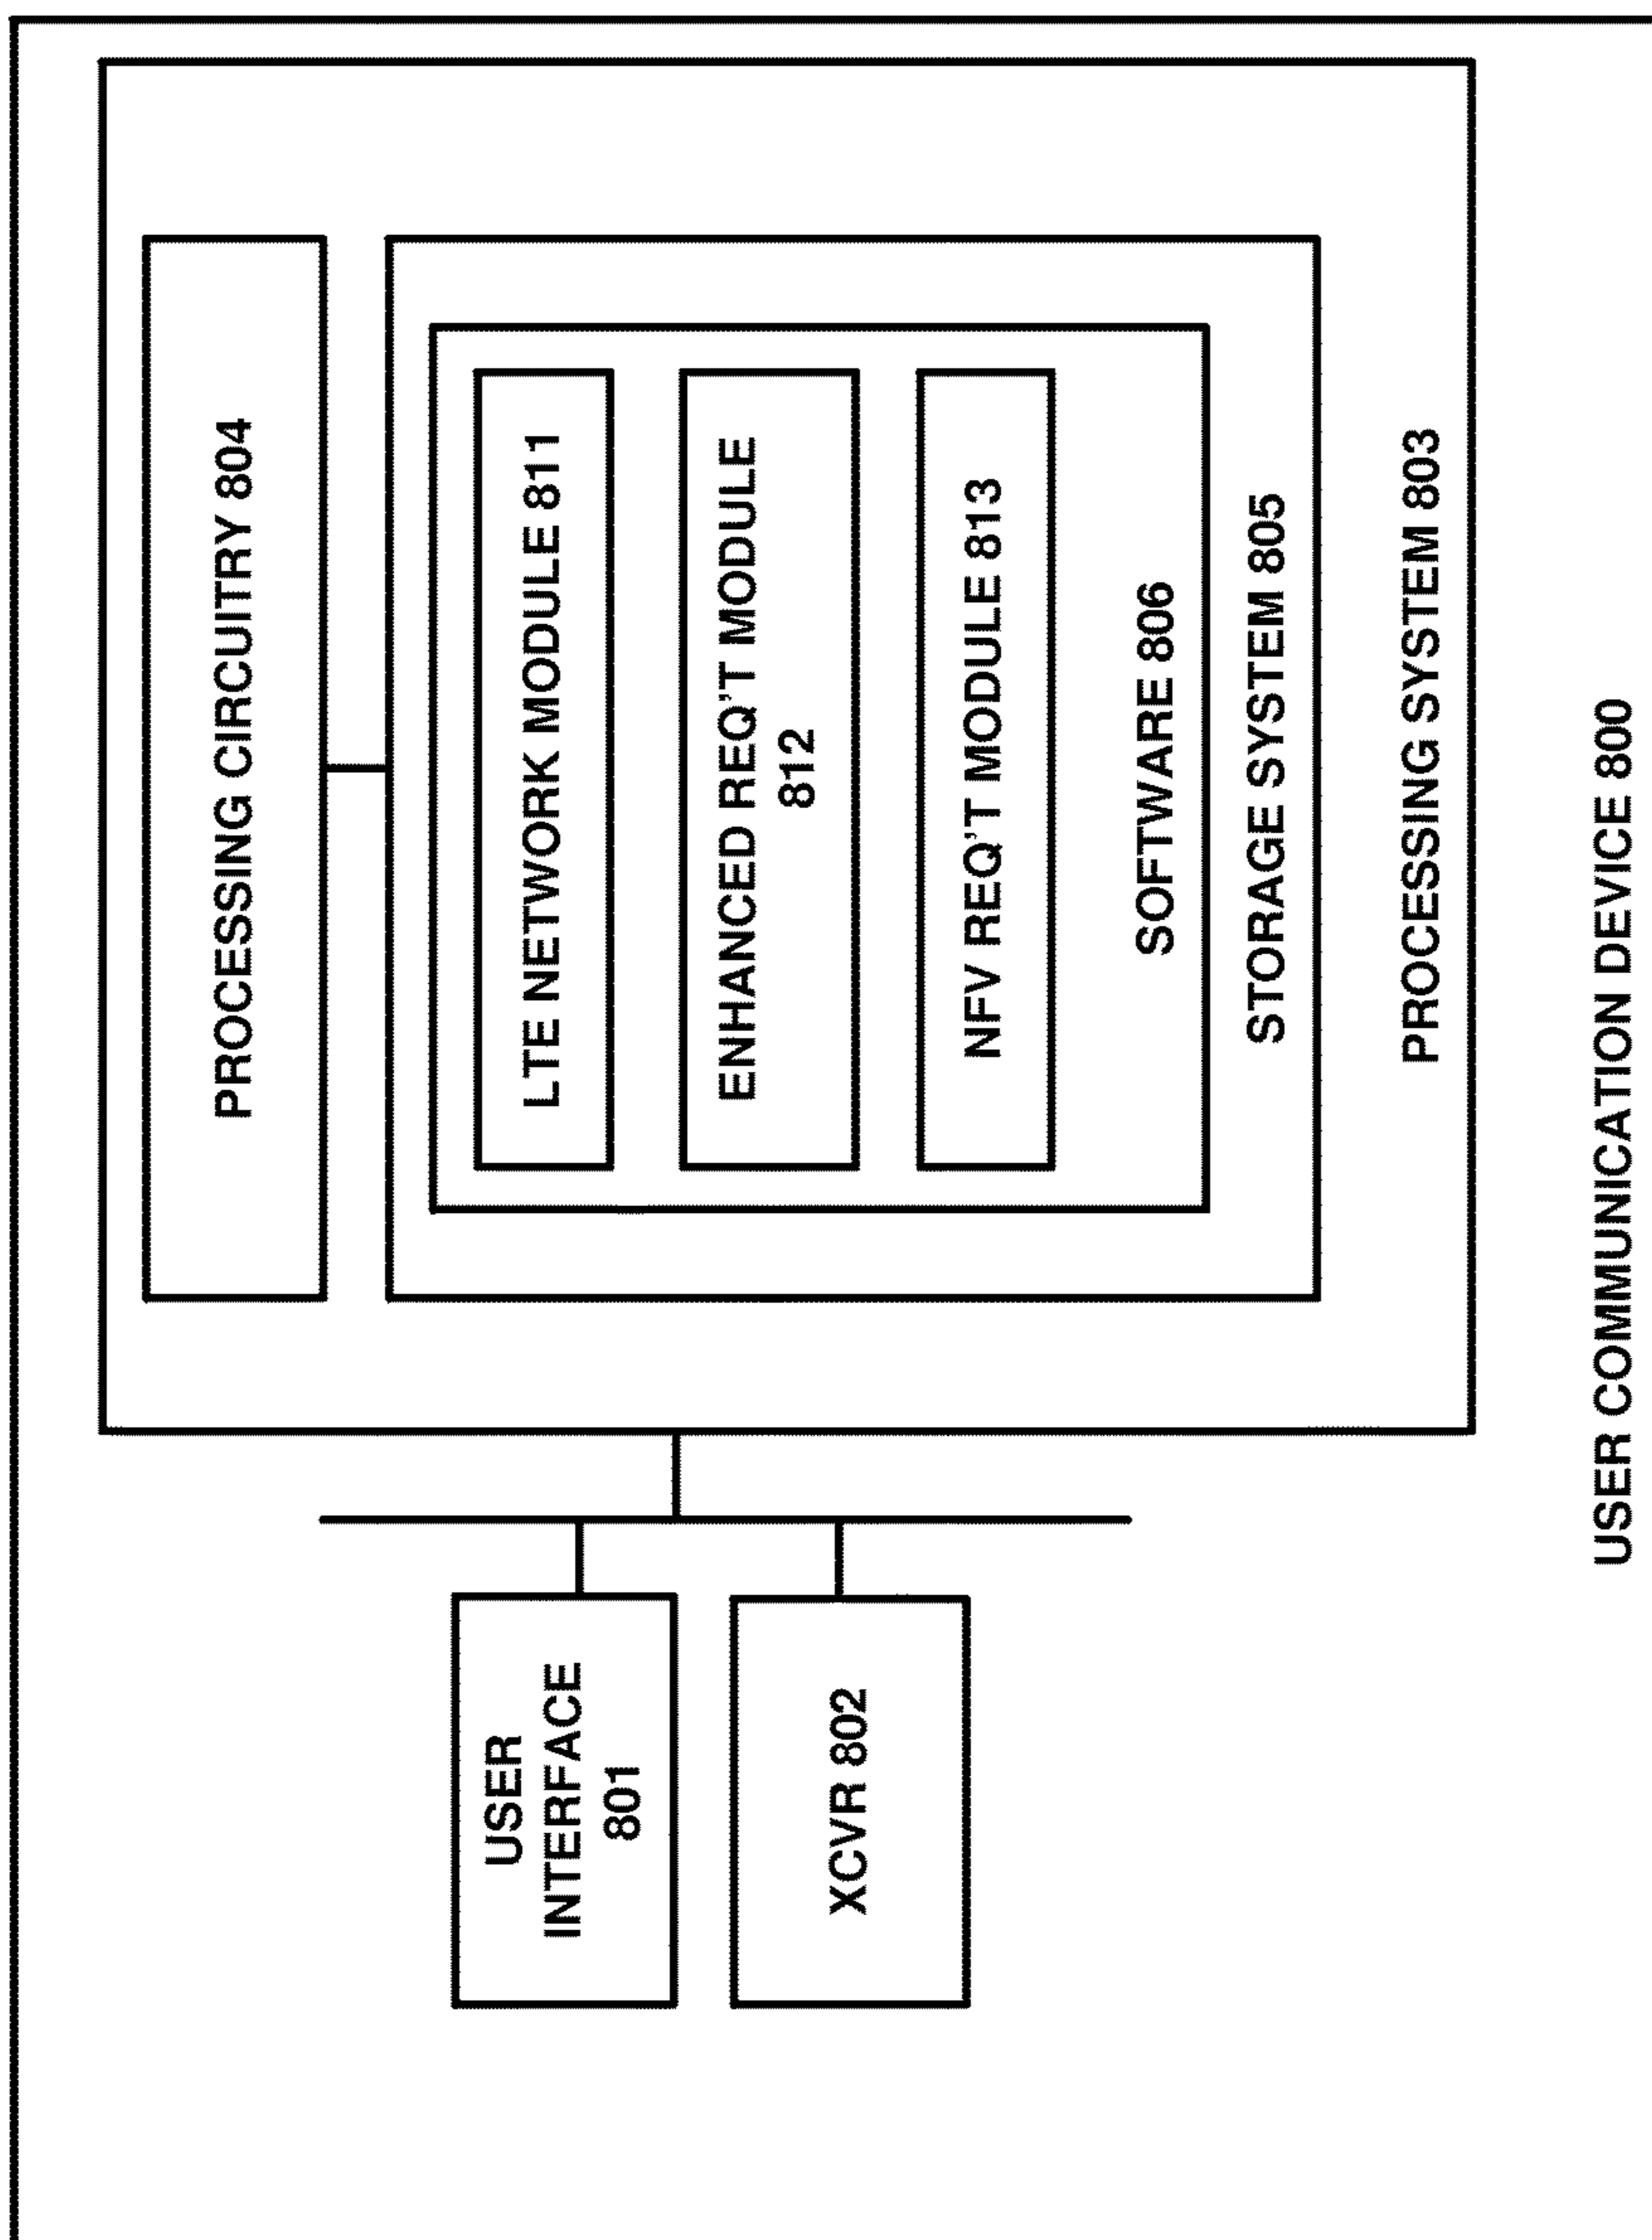 PROCESSING CIRCUITRY 804
USER
INTERFACE
801
LTE NETWORK MODULE 811
ENHANCED REQ'T MODULE
812
XCVR 802
NFV REQ'T MODULE 813
SOFTWARE 806
STORAGE SYSTEM 805
PROCESSING SYSTEM 803
USER COMMUNICATION DEVICE 800